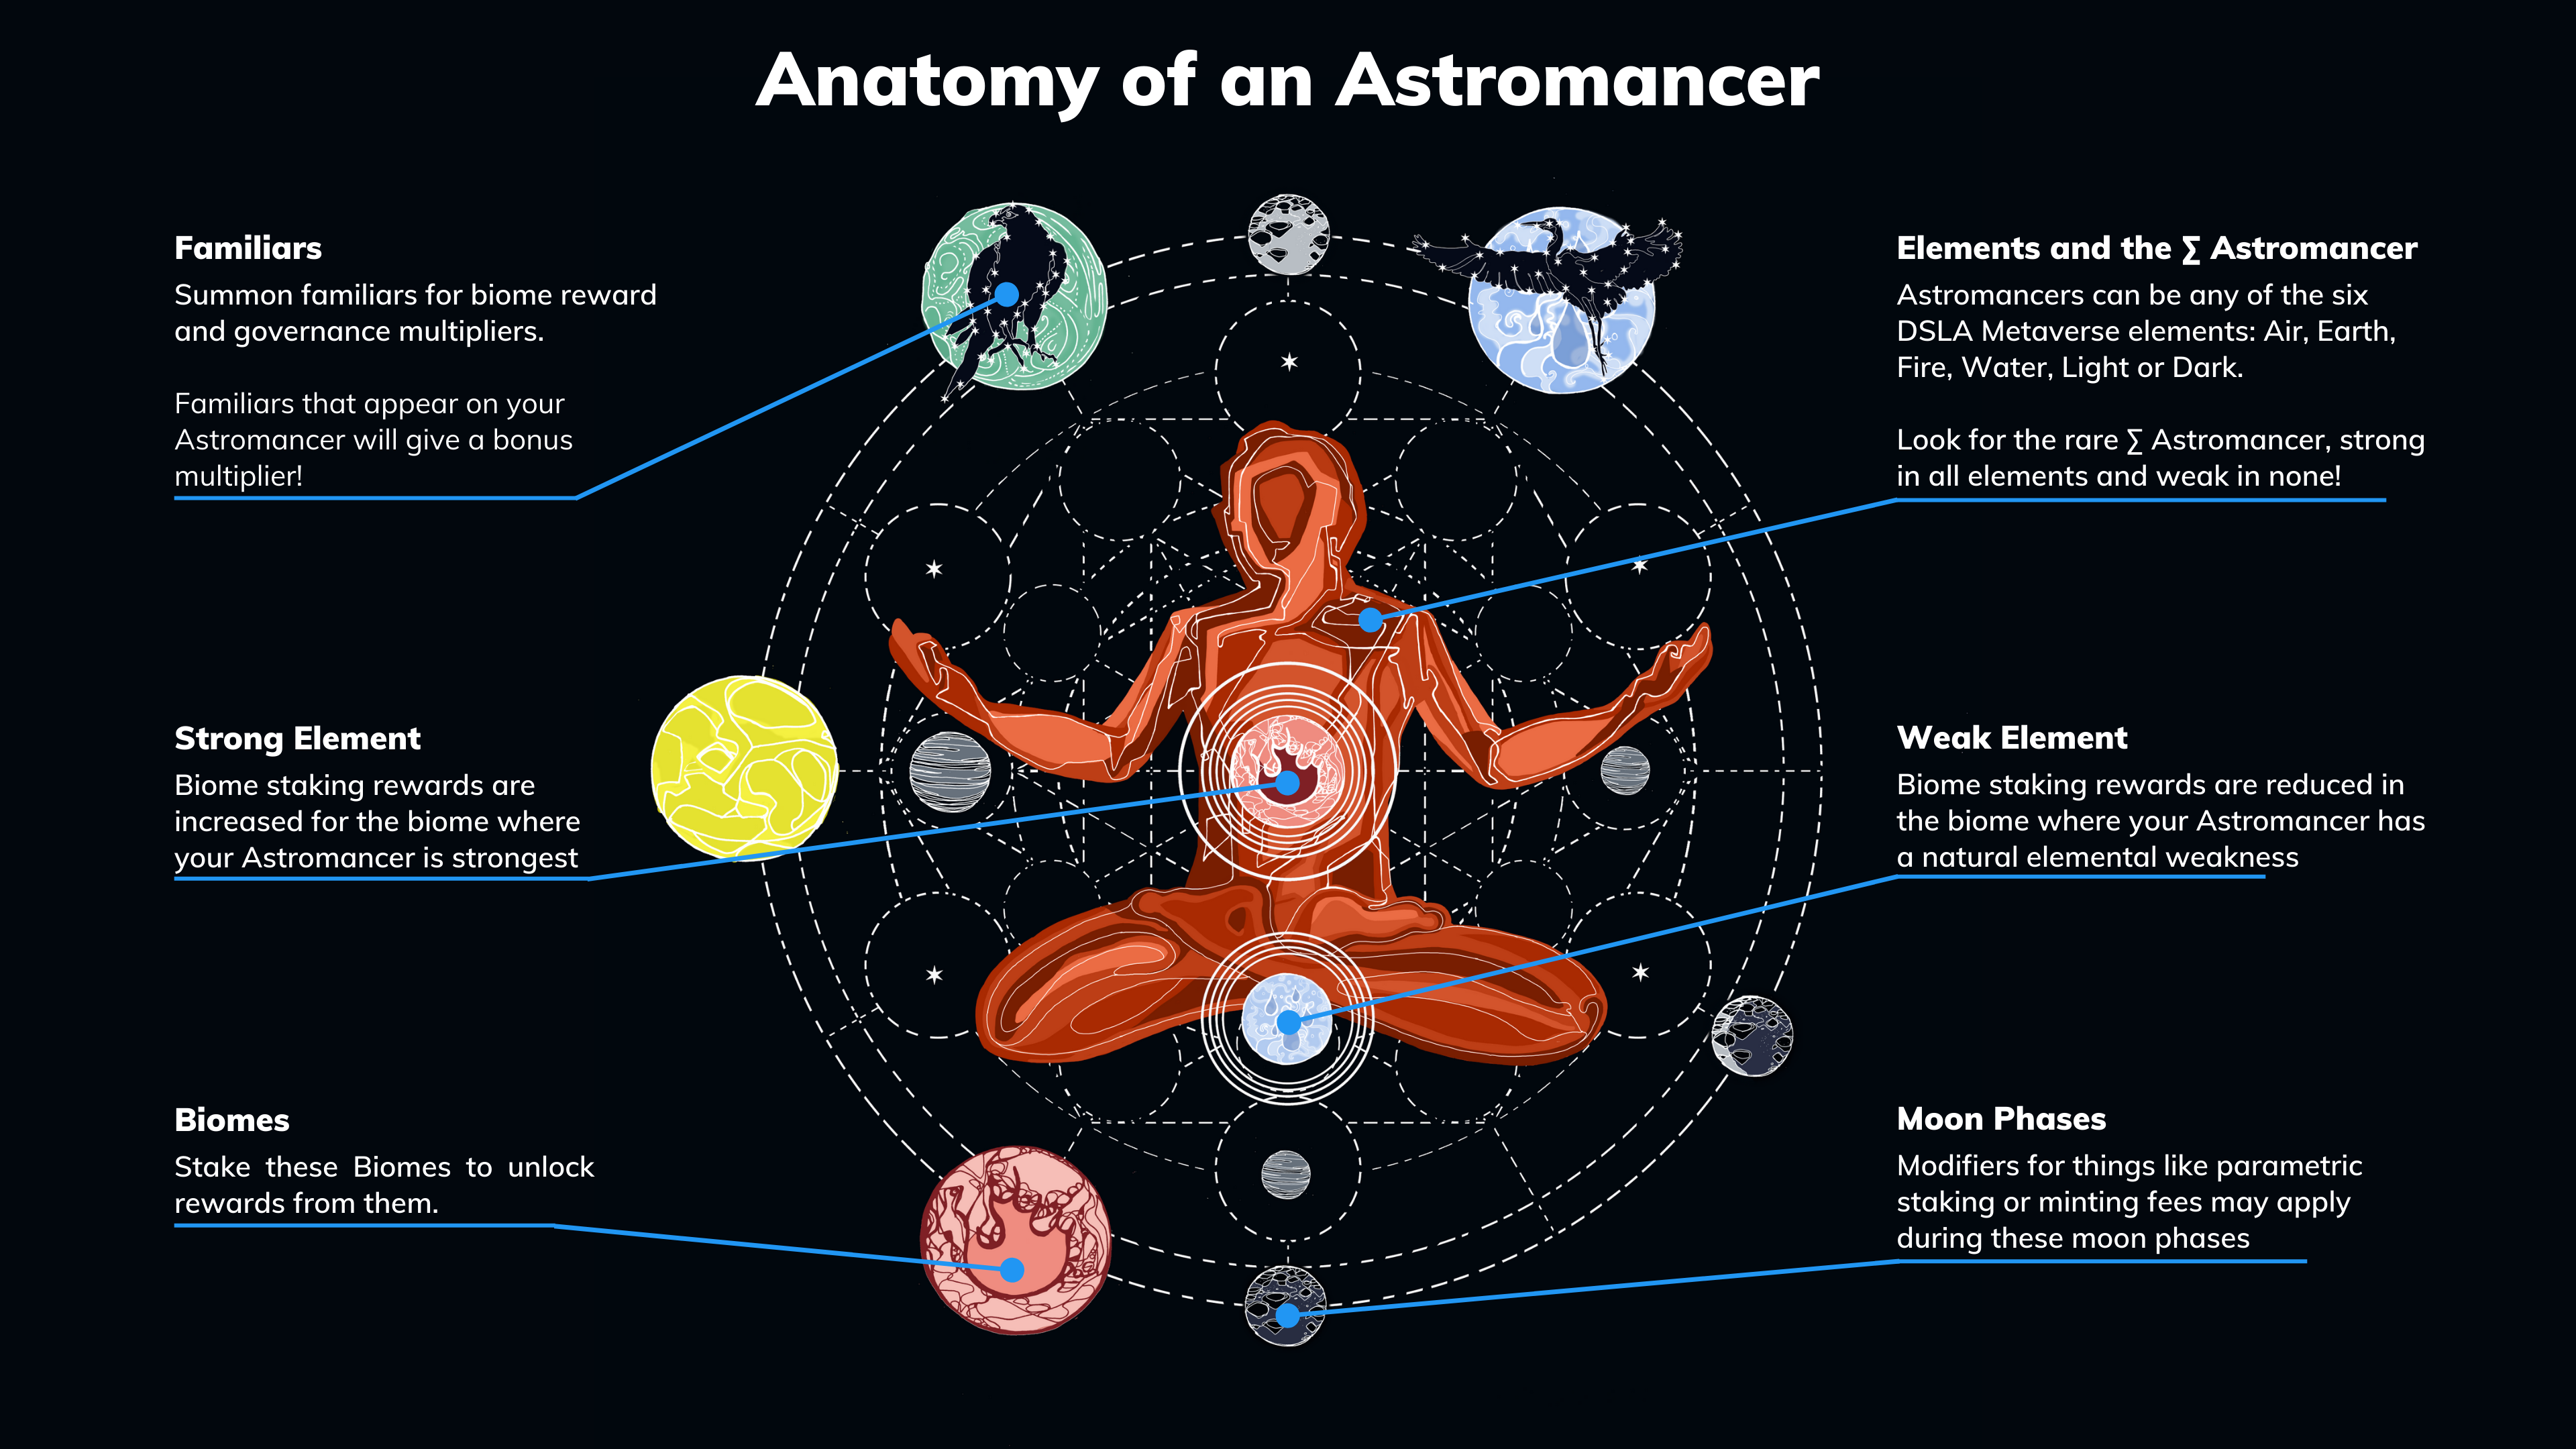 Anatomy of an Astromancer
Familiars
Summon familiars for biome reward
and governance multipliers.
Familiars that appear on your
Astromancer will give a bonus
multiplier!
Elements and the ∑ Astromancer
Astromancers can be any of the six
DSLA Metaverse elements: Air, Earth,
Fire, Water, Light or Dark.
Look for the rare ∑ Astromancer, strong
in all elements and weak in none!
Strong Element
Biome staking rewards are
increased for the biome where
your Astromancer is strongest
Weak Element
Biome staking rewards are reduced in
the biome where your Astromancer has
a natural elemental weakness
Biomes
Stake these Biomes to unlock
rewards from them.
Moon Phases
Modifiers for things like parametric
staking or minting fees may apply
during these moon phases